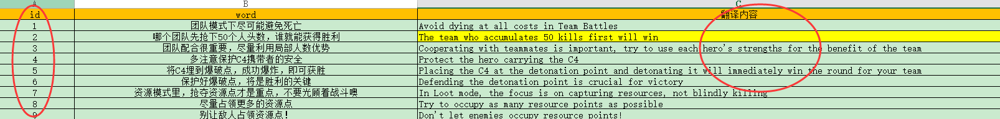 A B C
id word 翻译内容
1 团队模式下尽可能避免死亡 Avoid dying at all costs in Team Battles
2 哪个团队先抢下50个人头数，谁就能获得胜利 The team who accumulates 50 kills first will win
3 团队配合很重要，尽量利用局部人数优势 Cooperating with teammates is important, try to use each hero's strengths for the benefit of the team
4 多注意保护C4携带者的安全 Protect the hero carrying the C4
5 将C4埋到爆破点，成功爆炸，即可获胜 Placing the C4 at the detonation point and detonating it will immediately win the round for your team
6 保护好爆破点，将是胜利的关键 Defending the detonation point is crucial for victory
7 资源模式里，抢夺资源点才是重点，不要光顾着战斗噢 In Loot mode, the focus is on capturing resources, not blindly killing
8 尽量占领更多的资源点 Try to occupy as many resource points as possible
9 别让敌人占领资源点! Don't let enemies occupy resource points!